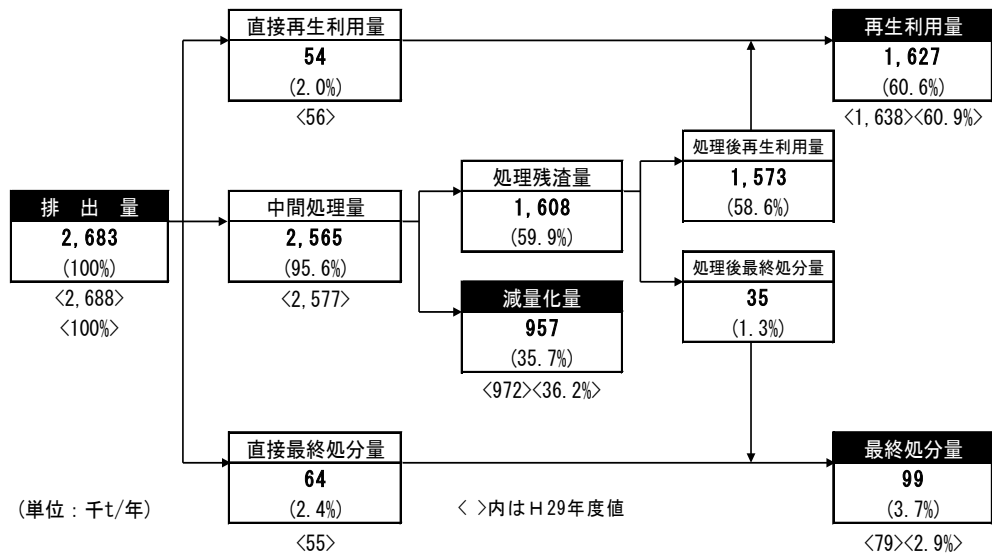 直接再生利用量
54
(2.0%)
<56>
再生利用量
1,627
(60.6%)
<1,638><60.9%>
処理後再生利用量
1,573
(58.6%)
処理残渣量
1,608
(59.9%)
排 出 量
2,683
(100%)
<2,688>
<100%>
中間処理量
2,565
(95.6%)
<2,577>
処理後最終処分量
35
(1.3%)
減量化量
957
(35.7%)
<972><36.2%>
直接最終処分量
64
(2.4%)
<55>
最終処分量
99
(3.7%)
<79><2.9%>
(単位:千t/年)
< >内はH29年度値